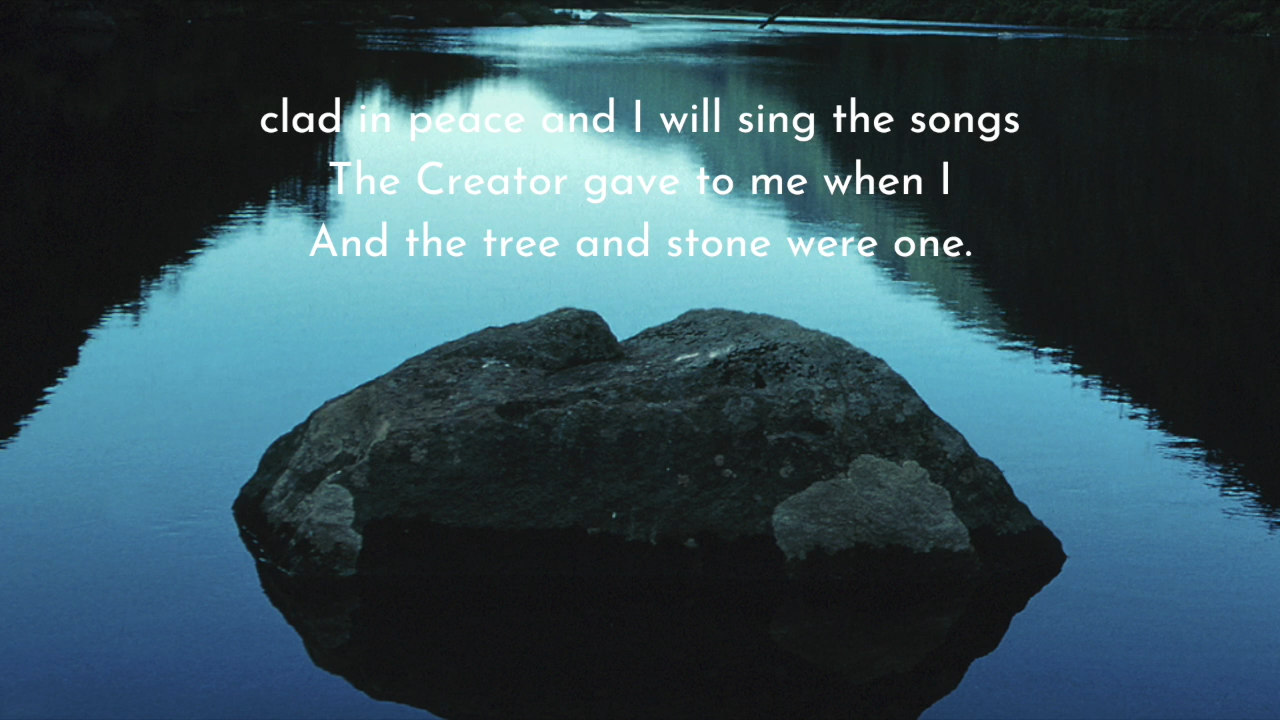 clad in peace and I will sing the songs
The Creator gave to me when I
And the tree and stone were one.